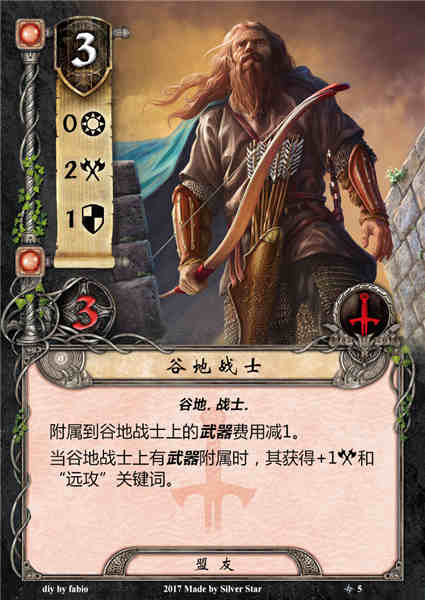 3
0
2
1
3
谷地战士
谷地. 战士.
附属到谷地战士上的武器费用减1。
当谷地战士上有武器附属时，其获得+1和
“远攻”关键词。
盟友
diy by fabio 2017 Made by Silver Star 5